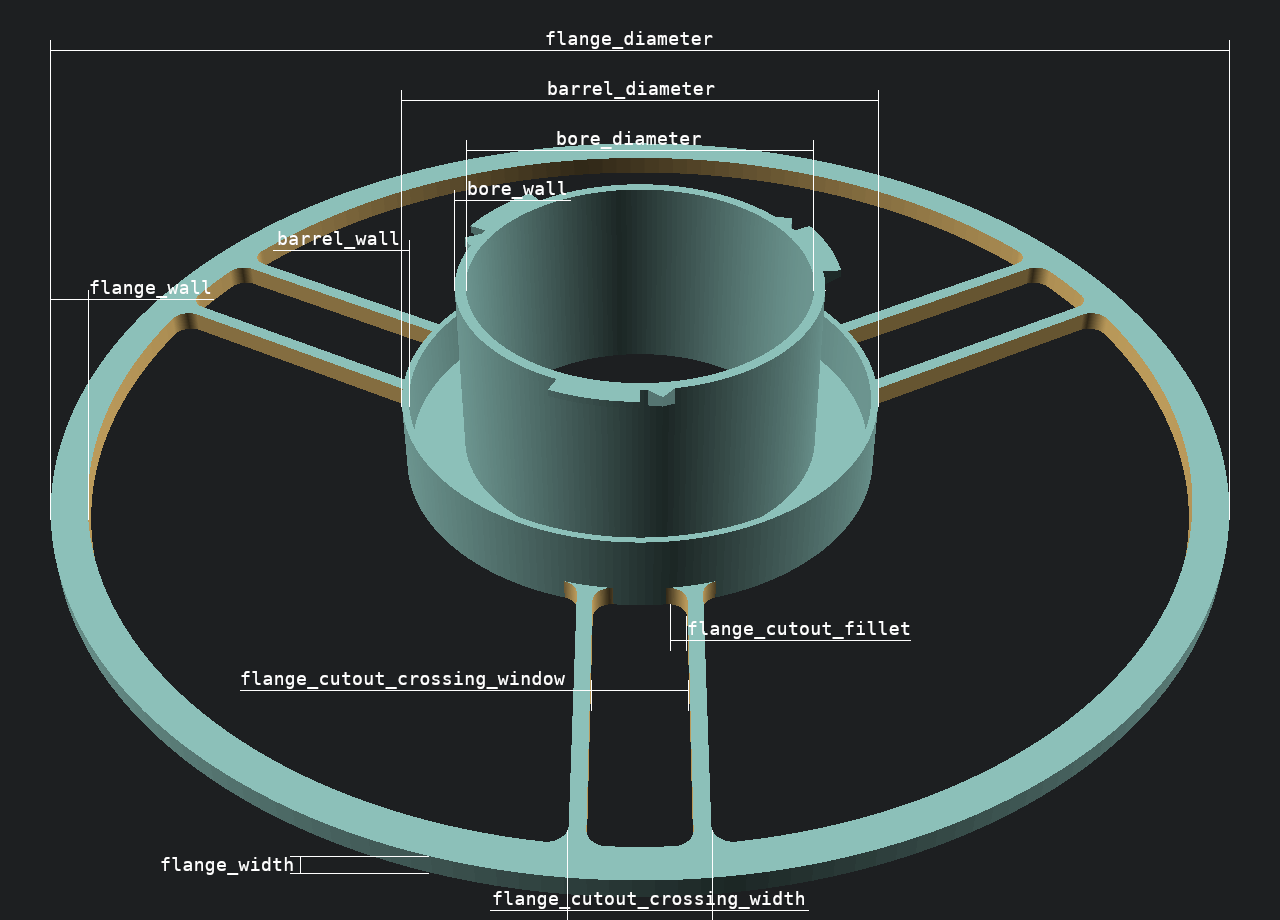 flange_diameter
barrel_diameter
bore_diameter
bore_wall
barrel_wall
flange_wall
flange_cutout_fillet
flange_cutout_crossing_window
flange_width
flange_cutout_crossing_width